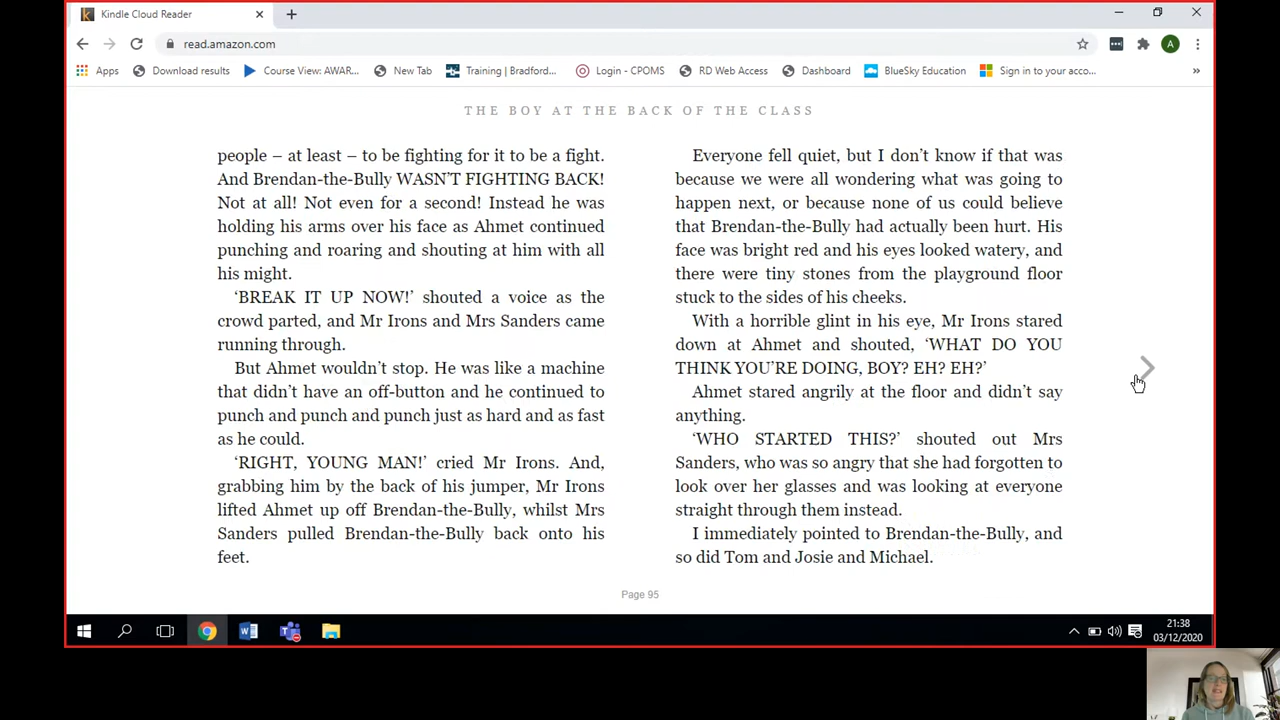 Kindle Cloud Reader
read.amazon.com
A
Apps
Download results
Course View: AWAR...
New Tab
Training | Bradford...
Login - CPOMS
RD Web Access
Dashboard
BlueSky Education
Sign in to your acco...
»
THE BOY AT THE BACK OF THE CLASS
people – at least – to be fighting for it to be a fight.
And Brendan-the-Bully WASN’T FIGHTING BACK!
Not at all! Not even for a second! Instead he was
holding his arms over his face as Ahmet continued
punching and roaring and shouting at him with all
his might.
‘BREAK IT UP NOW!’ shouted a voice as the
crowd parted, and Mr Irons and Mrs Sanders came
running through.
But Ahmet wouldn’t stop. He was like a machine
that didn’t have an off-button and he continued to
punch and punch and punch just as hard and as fast
as he could.
‘RIGHT, YOUNG MAN!’ cried Mr Irons. And,
grabbing him by the back of his jumper, Mr Irons
lifted Ahmet up off Brendan-the-Bully, whilst Mrs
Sanders pulled Brendan-the-Bully back onto his
feet.
Everyone fell quiet, but I don’t know if that was
because we were all wondering what was going to
happen next, or because none of us could believe
that Brendan-the-Bully had actually been hurt. His
face was bright red and his eyes looked watery, and
there were tiny stones from the playground floor
stuck to the sides of his cheeks.
With a horrible glint in his eye, Mr Irons stared
down at Ahmet and shouted, ‘WHAT DO YOU
THINK YOU’RE DOING, BOY? EH? EH?’
Ahmet stared angrily at the floor and didn’t say
anything.
‘WHO STARTED THIS?’ shouted out Mrs
Sanders, who was so angry that she had forgotten to
look over her glasses and was looking at everyone
straight through them instead.
I immediately pointed to Brendan-the-Bully, and
so did Tom and Josie and Michael.
Page 95
21:38
03/12/2020